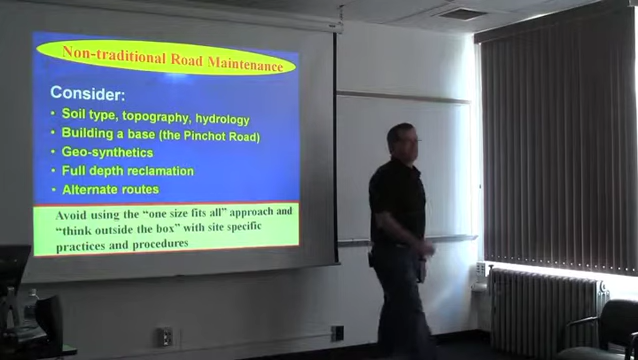 Non-traditional Road Maintenance
Consider:
• Soil type, topography, hydrology
• Building a base (the Pinchot Road)
• Geo-synthetics
• Full depth reclamation
• Alternate routes
Avoid using the “one size fits all” approach and
“think outside the box” with site specific
practices and procedures